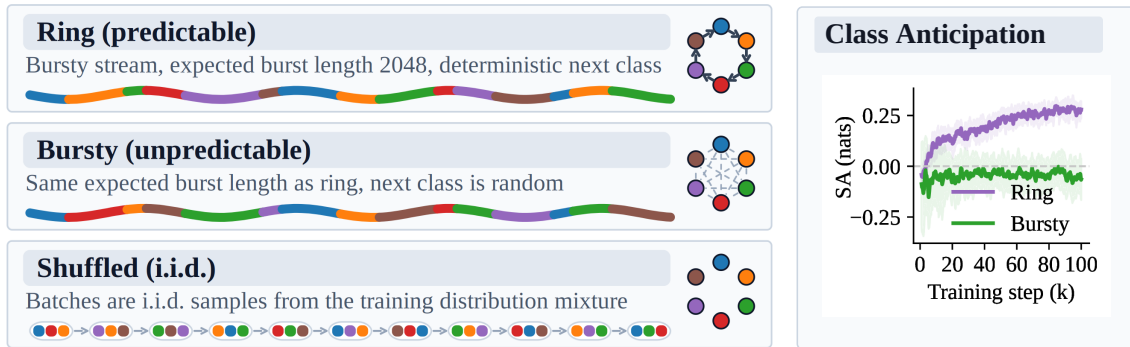 Ring (predictable)
Bursty stream, expected burst length 2048, deterministic next class
Bursty (unpredictable)
Same expected burst length as ring, next class is random
Shuffled (i.i.d.)
Batches are i.i.d. samples from the training distribution mixture
Class Anticipation
SA (nats)
0.25
0.00
−0.25
Ring
Bursty
0 20 40 60 80 100
Training step (k)